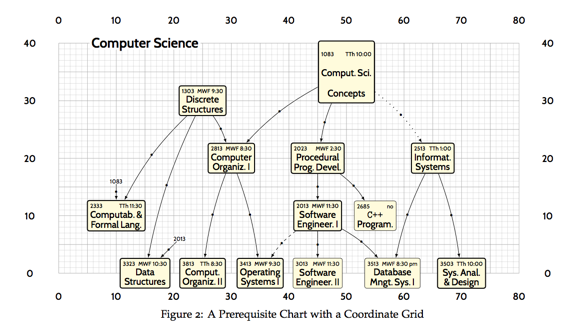 0 10 20 30 40 50 60 70 80
40 40
Computer Science
1083 TTh 10:00
Comput. Sci.
Concepts
30 30
1303 MWF 9:30
Discrete
Structures
20 20
2813 MWF 8:30
Computer
Organiz. I
2023 MWF 2:30
Procedural
Prog. Devel.
2513 TTh 1:00
Informat.
Systems
1083
10 10
2333 TTh 11:30
Computab. &
Formal Lang.
2013 MWF 11:30
Software
Engineer. I
2685 no
C++
Program.
2013
0 0
3323 MWF 10:30
Data
Structures
3813 TTh 8:30
Comput.
Organiz. II
3413 MWF 9:30
Operating
Systems I
3013 MWF 11:30
Software
Engineer. II
3513 MWF 8:30 pm
Database
Mngt. Sys. I
3503 TTh 10:00
Sys. Anal.
& Design
0 10 20 30 40 50 60 70 80
Figure 2: A Prerequisite Chart with a Coordinate Grid